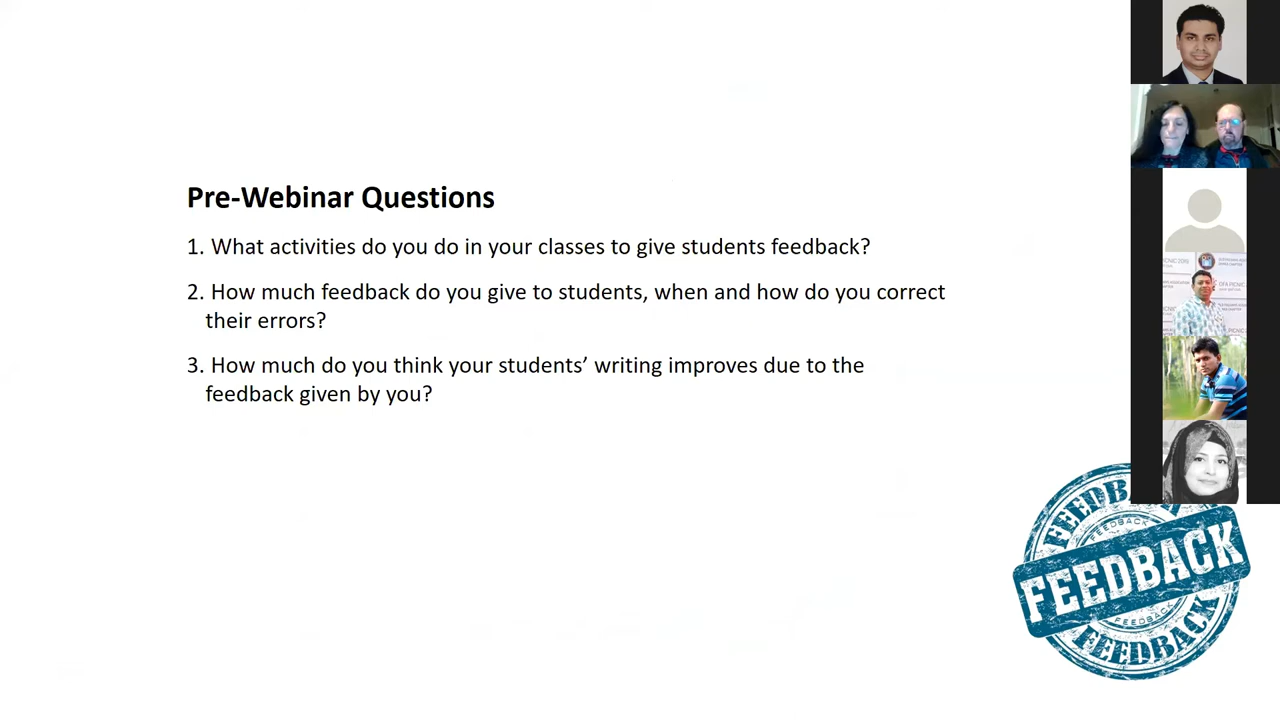 Pre-Webinar Questions
1. What activities do you do in your classes to give students feedback?
2. How much feedback do you give to students, when and how do you correct
their errors?
3. How much do you think your students’ writing improves due to the
feedback given by you?
FEEDB
FEEDBACK
FEEDBACK
FEEDBACK
FEEDBACK